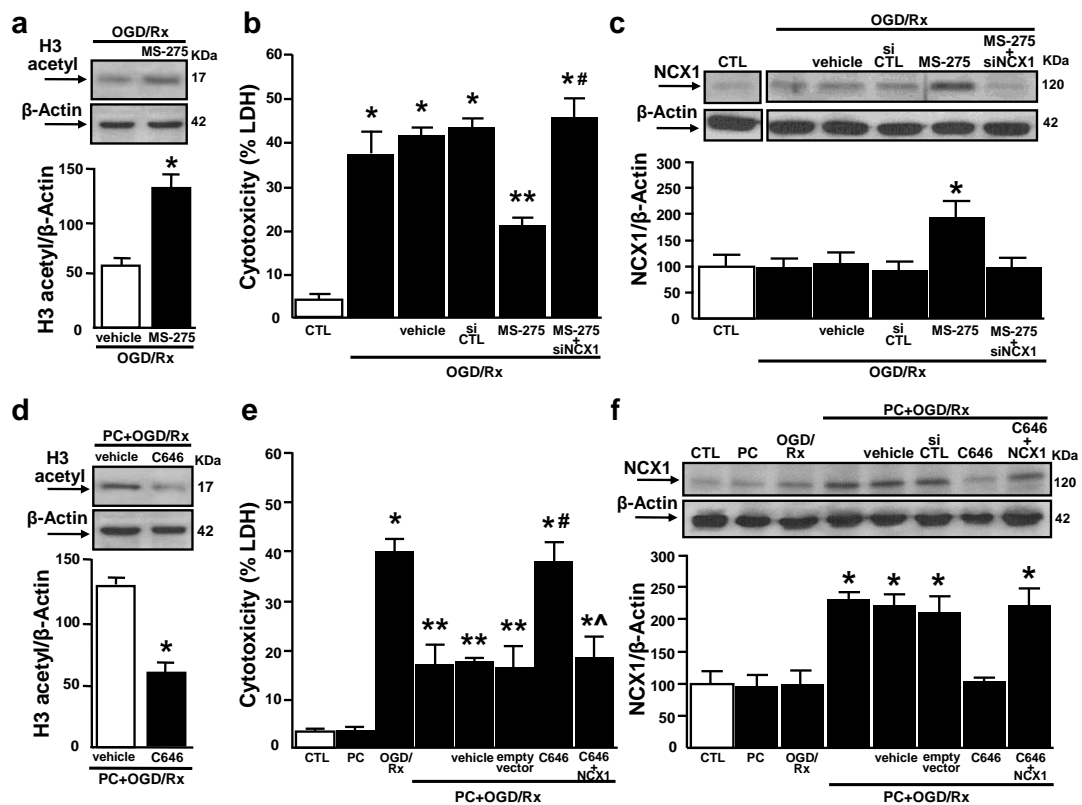 a
OGD/Rx
MS-275
KDa
H3
acetyl
17
β-Actin
42
H3 acetyl/β-Actin
150
100
50
0
*
vehicle MS-275
OGD/Rx
b
Cytotoxicity (% LDH)
60
50
40
30
20
10
0
* * * ** *#
CTL vehicle si CTL MS-275 MS-275 + siNCX1
OGD/Rx
c
OGD/Rx
CTL vehicle si CTL MS-275 MS-275 + siNCX1 KDa
NCX1
120
β-Actin
42
NCX1/β-Actin
300
250
200
150
100
50
0
*
CTL vehicle si CTL MS-275 MS-275 + siNCX1
OGD/Rx
d
PC+OGD/Rx
vehicle C646 KDa
H3
acetyl
17
β-Actin
42
H3 acetyl/β-Actin
150
100
50
0
*
vehicle C646
PC+OGD/Rx
e
Cytotoxicity (% LDH)
60
50
40
30
20
10
0
* ** ** ** *# *^
CTL PC OGD/Rx vehicle empty vector C646 C646 + NCX1
PC+OGD/Rx
f
PC+OGD/Rx
CTL PC OGD/Rx vehicle si CTL C646 C646 + NCX1 KDa
NCX1
120
β-Actin
42
NCX1/β-Actin
300
250
200
150
100
50
0
* * * *
CTL PC OGD/Rx vehicle empty vector C646 C646 + NCX1
PC+OGD/Rx